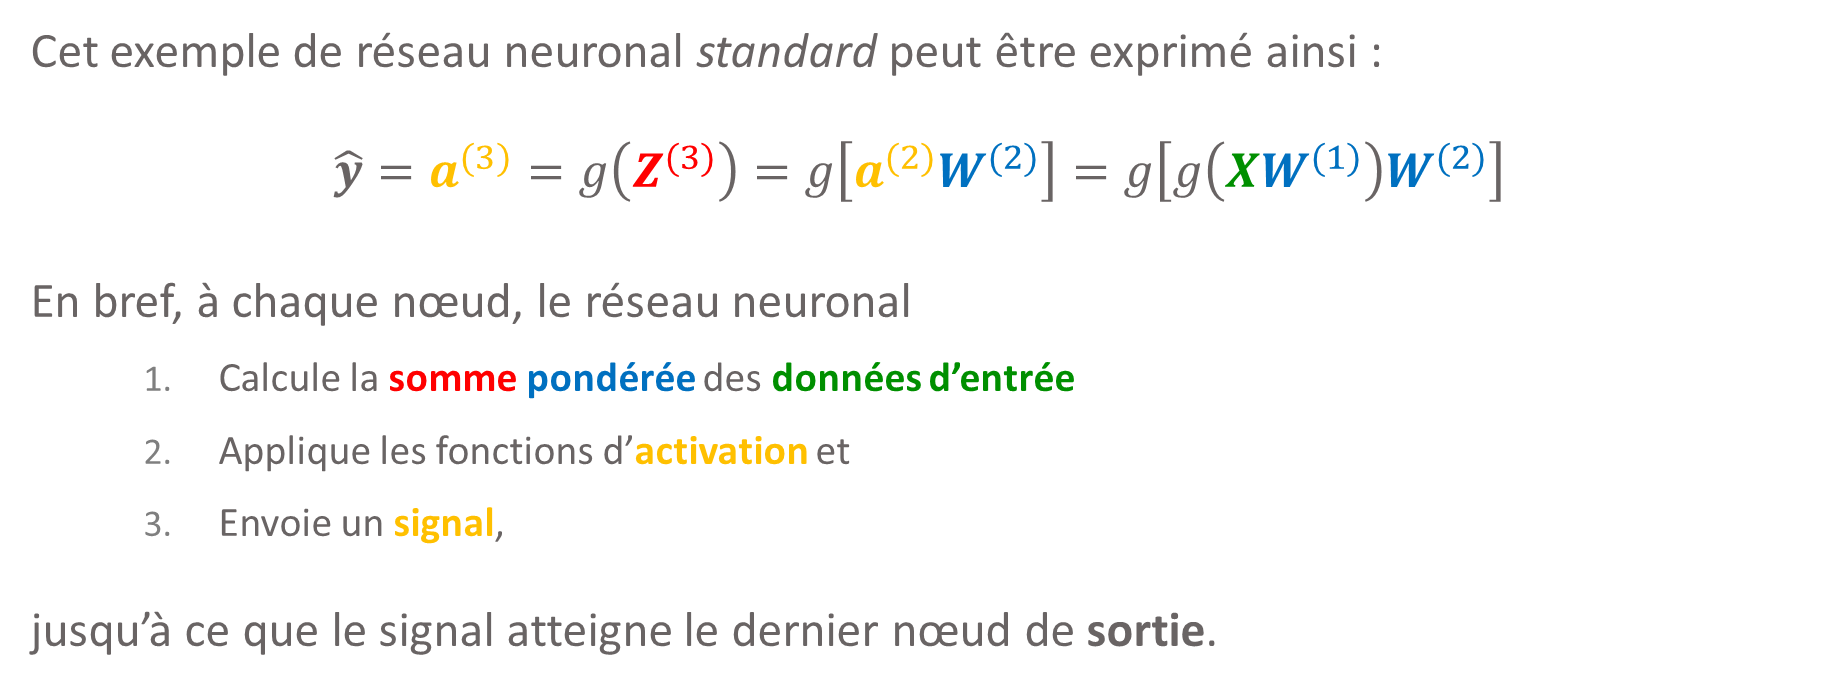 Cet exemple de réseau neuronal standard peut être exprimé ainsi :
ŷ = a⁽³⁾ = g(Z⁽³⁾) = g[a⁽²⁾W⁽²⁾] = g[g(XW⁽¹⁾)W⁽²⁾]
En bref, à chaque nœud, le réseau neuronal
1. Calcule la somme pondérée des données d’entrée
2. Applique les fonctions d’activation et
3. Envoie un signal,
jusqu’à ce que le signal atteigne le dernier nœud de sortie.